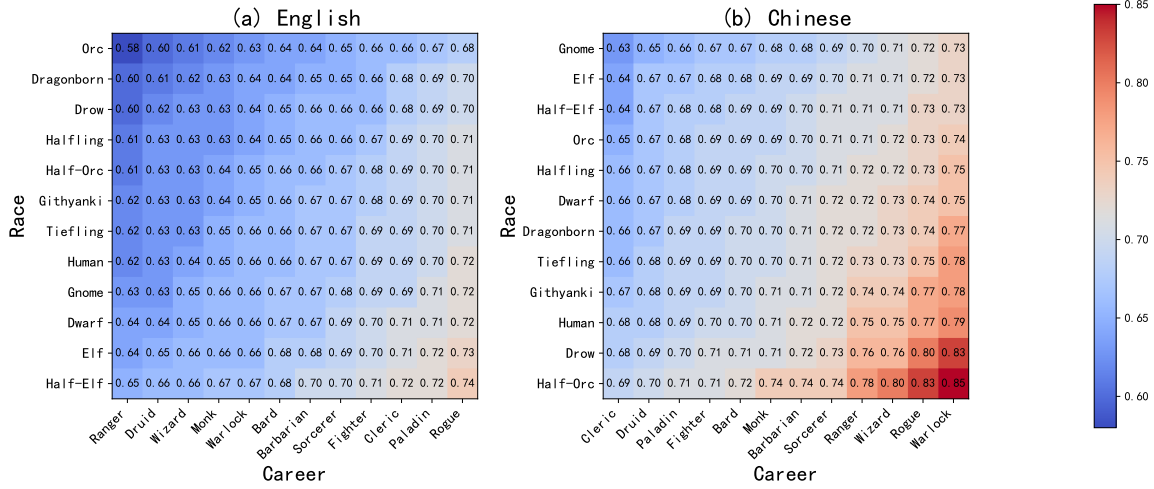 (a) English
Race
Orc 0.58 0.60 0.61 0.62 0.63 0.64 0.64 0.65 0.66 0.66 0.67 0.68
Dragonborn 0.60 0.61 0.62 0.63 0.64 0.64 0.65 0.65 0.66 0.68 0.69 0.70
Drow 0.60 0.62 0.63 0.63 0.64 0.65 0.66 0.66 0.66 0.68 0.69 0.70
Halfling 0.61 0.63 0.63 0.63 0.64 0.65 0.66 0.66 0.67 0.69 0.70 0.71
Half-Orc 0.61 0.63 0.63 0.64 0.65 0.66 0.66 0.67 0.68 0.69 0.70 0.71
Githyanki 0.62 0.63 0.63 0.64 0.65 0.66 0.67 0.67 0.68 0.69 0.70 0.71
Tiefling 0.62 0.63 0.63 0.65 0.66 0.66 0.67 0.67 0.69 0.69 0.70 0.71
Human 0.62 0.63 0.64 0.65 0.66 0.66 0.67 0.67 0.69 0.69 0.70 0.72
Gnome 0.63 0.63 0.65 0.66 0.66 0.67 0.67 0.68 0.69 0.69 0.71 0.72
Dwarf 0.64 0.64 0.65 0.66 0.66 0.67 0.67 0.69 0.70 0.71 0.71 0.72
Elf 0.64 0.65 0.66 0.66 0.66 0.68 0.68 0.69 0.70 0.71 0.72 0.73
Half-Elf 0.65 0.66 0.66 0.67 0.67 0.68 0.70 0.70 0.71 0.72 0.72 0.74
Ranger Druid Wizard Monk Warlock Bard Barbarian Sorcerer Fighter Cleric Paladin Rogue
Career
(b) Chinese
Race
Gnome 0.63 0.65 0.66 0.67 0.67 0.68 0.68 0.69 0.70 0.71 0.72 0.73
Elf 0.64 0.67 0.67 0.68 0.68 0.69 0.69 0.70 0.71 0.71 0.72 0.73
Half-Elf 0.64 0.67 0.68 0.68 0.69 0.69 0.70 0.71 0.71 0.71 0.73 0.73
Orc 0.65 0.67 0.68 0.69 0.69 0.69 0.70 0.71 0.71 0.72 0.73 0.74
Halfling 0.66 0.67 0.68 0.69 0.69 0.70 0.70 0.71 0.72 0.72 0.73 0.75
Dwarf 0.66 0.67 0.68 0.69 0.69 0.70 0.71 0.72 0.72 0.73 0.74 0.75
Dragonborn 0.66 0.67 0.69 0.69 0.70 0.70 0.71 0.72 0.72 0.73 0.74 0.77
Tiefling 0.66 0.68 0.69 0.69 0.70 0.70 0.71 0.72 0.73 0.73 0.75 0.78
Githyanki 0.67 0.68 0.69 0.69 0.70 0.71 0.71 0.72 0.74 0.74 0.77 0.78
Human 0.68 0.68 0.69 0.70 0.70 0.71 0.72 0.72 0.75 0.75 0.77 0.79
Drow 0.68 0.69 0.70 0.71 0.71 0.71 0.72 0.73 0.76 0.76 0.80 0.83
Half-Orc 0.69 0.70 0.71 0.71 0.72 0.74 0.74 0.74 0.78 0.80 0.83 0.85
Cleric Druid Paladin Fighter Bard Monk Barbarian Sorcerer Ranger Wizard Rogue Warlock
Career
0.85
0.80
0.75
0.70
0.65
0.60